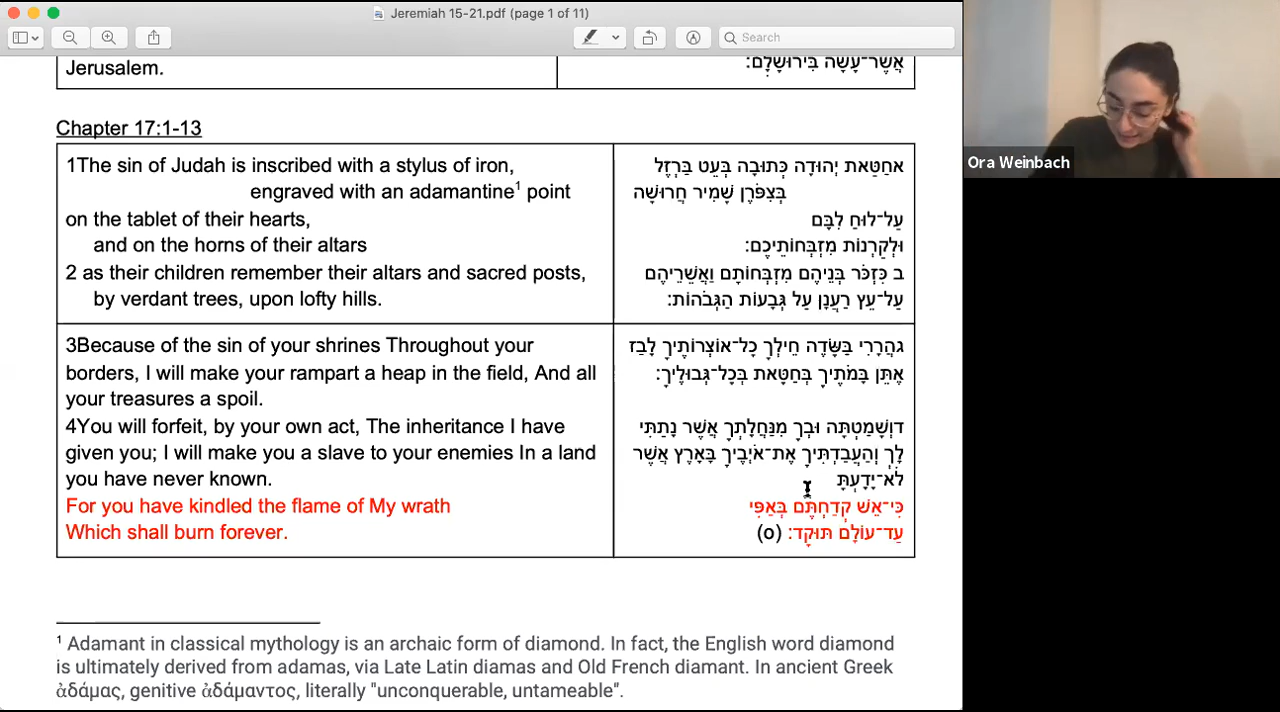 Jeremiah 15-21.pdf (page 1 of 11)
Search
Jerusalem.
אֲשֶׁר־עָשָׂה בִּירוּשָׁלִָם׃
Chapter 17:1-13
1The sin of Judah is inscribed with a stylus of iron,
engraved with an adamantine¹ point
on the tablet of their hearts,
and on the horns of their altars
2 as their children remember their altars and sacred posts,
by verdant trees, upon lofty hills.
אחַטַּאת יְהוּדָה כְּתוּבָה בְּעֵט בַּרְזֶל
בְּצִפֹּרֶן שָׁמִיר חֲרוּשָׁה
עַל־לוּחַ לִבָּם
וּלְקַרְנוֹת מִזְבְּחוֹתֵיכֶם׃
ב כִּזְכֹּר בְּנֵיהֶם מִזְבְּחוֹתָם וַאֲשֵׁרֵיהֶם
עַל־עֵץ רַעֲנָן עַל גְּבָעוֹת הַגְּבֹהוֹת׃
3Because of the sin of your shrines Throughout your
borders, I will make your rampart a heap in the field, And all
your treasures a spoil.
4You will forfeit, by your own act, The inheritance I have
given you; I will make you a slave to your enemies In a land
you have never known.
For you have kindled the flame of My wrath
Which shall burn forever.
גהֲרָרִי בַּשָּׂדֶה חֵילְךָ כָל־אוֹצְרוֹתֶיךָ לָבַז
אֶתֵּן בָּמֹתֶיךָ בְּחַטָּאת בְּכָל־גְּבוּלֶיךָ׃
דוְשָׁמַטְתָּה וּבְךָ מִנַּחֲלָתְךָ אֲשֶׁר נָתַתִּי
לָךְ וְהַעֲבַדְתִּיךָ אֶת־אֹיְבֶיךָ בָּאָרֶץ אֲשֶׁר
לֹא־יָדָעְתָּ
כִּי־אֵשׁ קְדַחְתֶּם בְּאַפִּי
עַד־עוֹלָם תּוּקָד׃ (o)
¹ Adamant in classical mythology is an archaic form of diamond. In fact, the English word diamond
is ultimately derived from adamas, via Late Latin diamas and Old French diamant. In ancient Greek
ἀδάμας, genitive ἀδάμαντος, literally "unconquerable, untameable".
Ora Weinbach